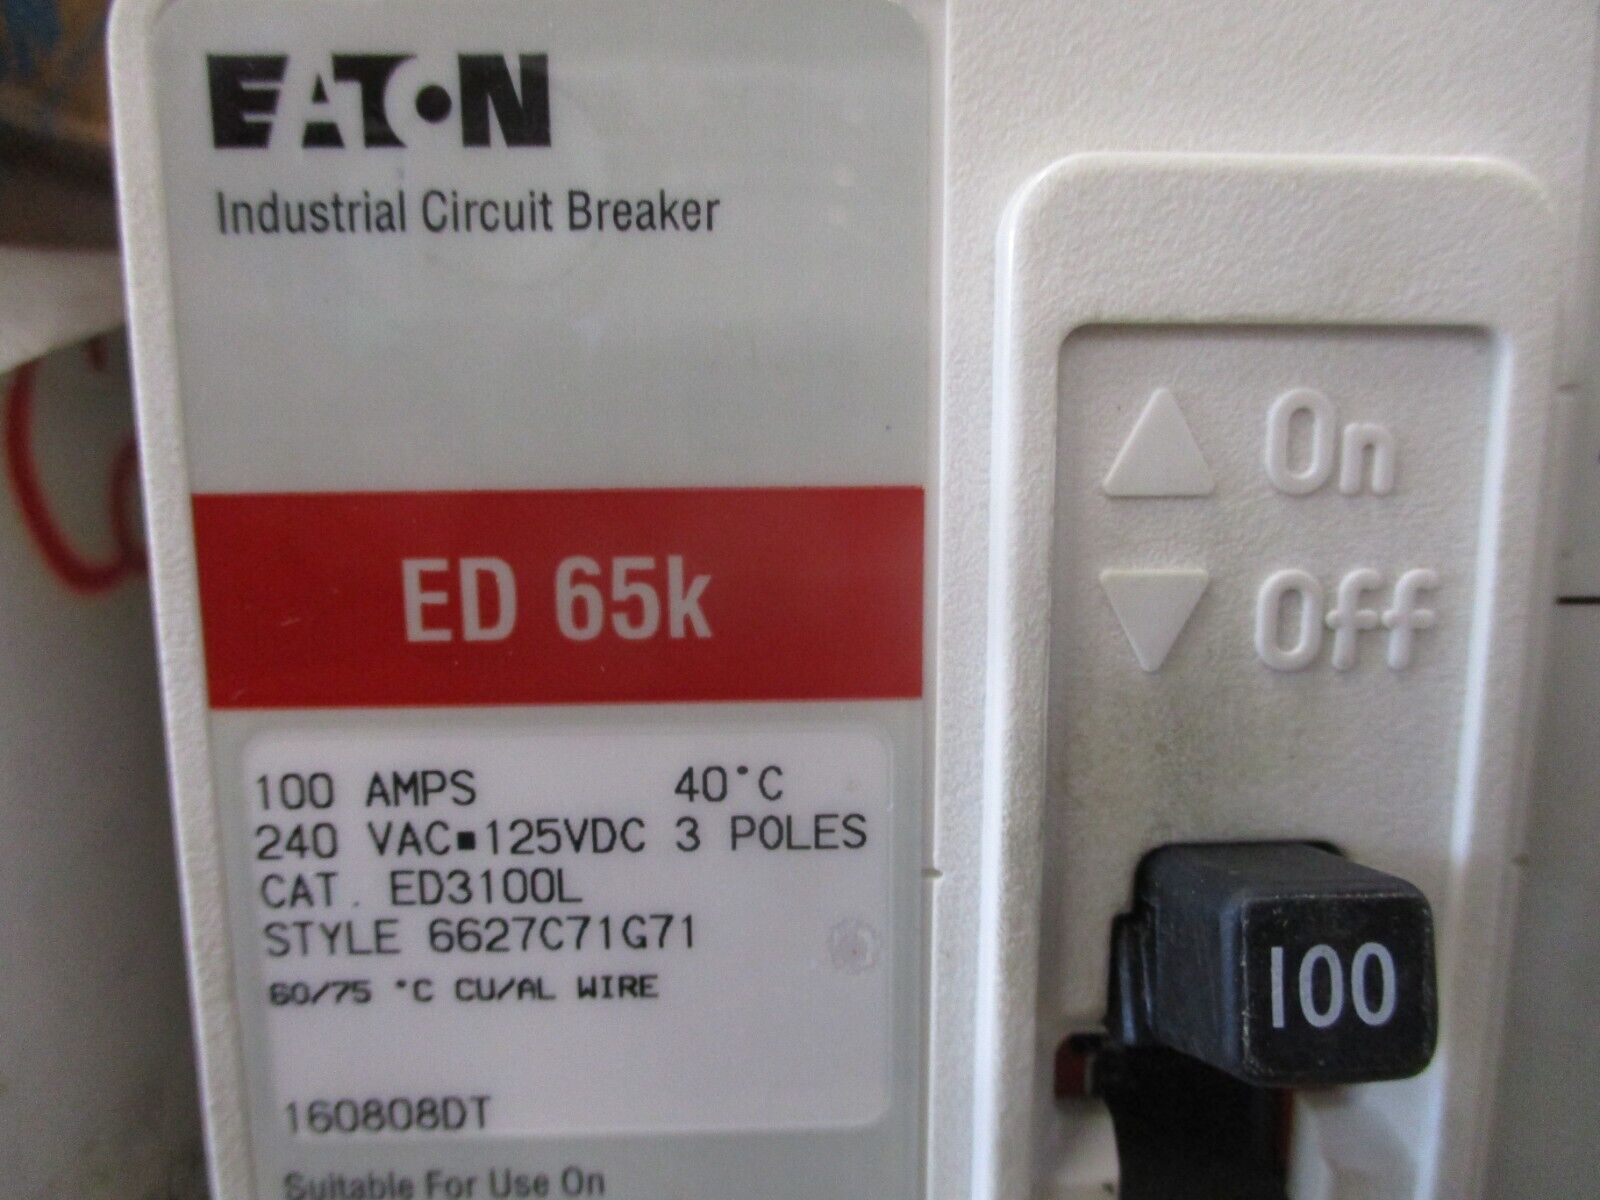 EATON
Industrial Circuit Breaker
ED 65k
100 AMPS 40°C
240 VAC▪125VDC 3 POLES
CAT. ED3100L
STYLE 6627C71G71
60/75 °C CU/AL WIRE
160808DT
Suitable For Use On
On
Off
100